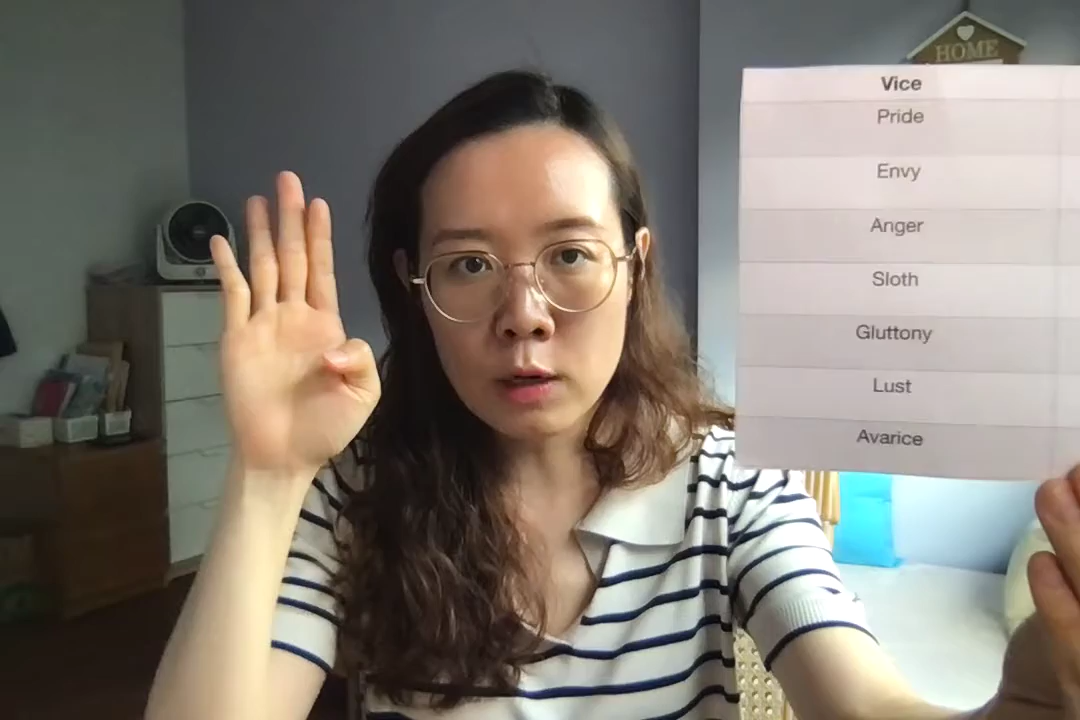 HOME
Vice
Pride
Envy
Anger
Sloth
Gluttony
Lust
Avarice